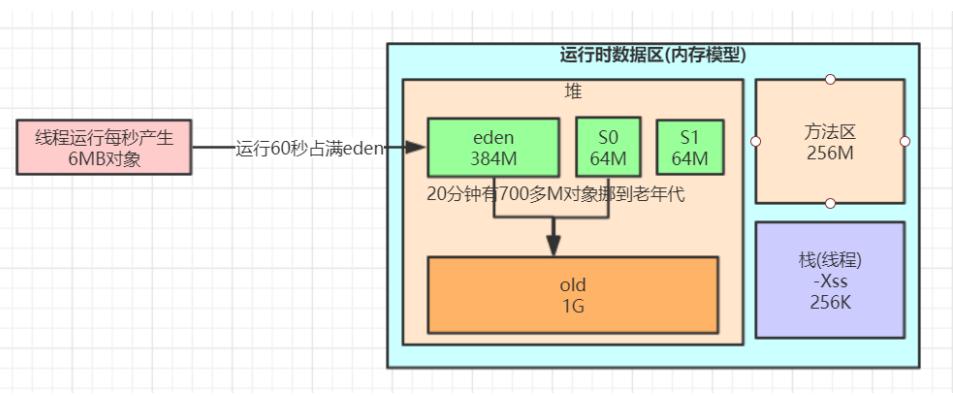 运行时数据区(内存模型)
堆
线程运行每秒产生
6MB对象
运行60秒占满eden
eden
384M
S0
64M
S1
64M
20分钟有700多M对象挪到老年代
old
1G
方法区
256M
栈(线程)
-Xss
256K